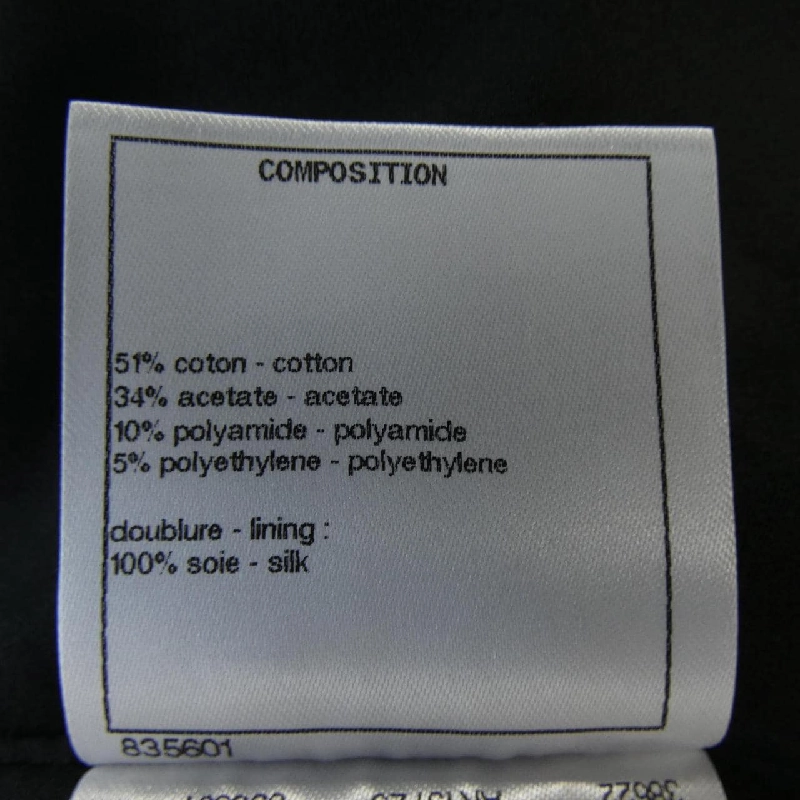 COMPOSITION
51% coton - cotton
34% acetate - acetate
10% polyamide - polyamide
5% polyethylene - polyethylene
doublure - lining :
100% soie - silk
835601